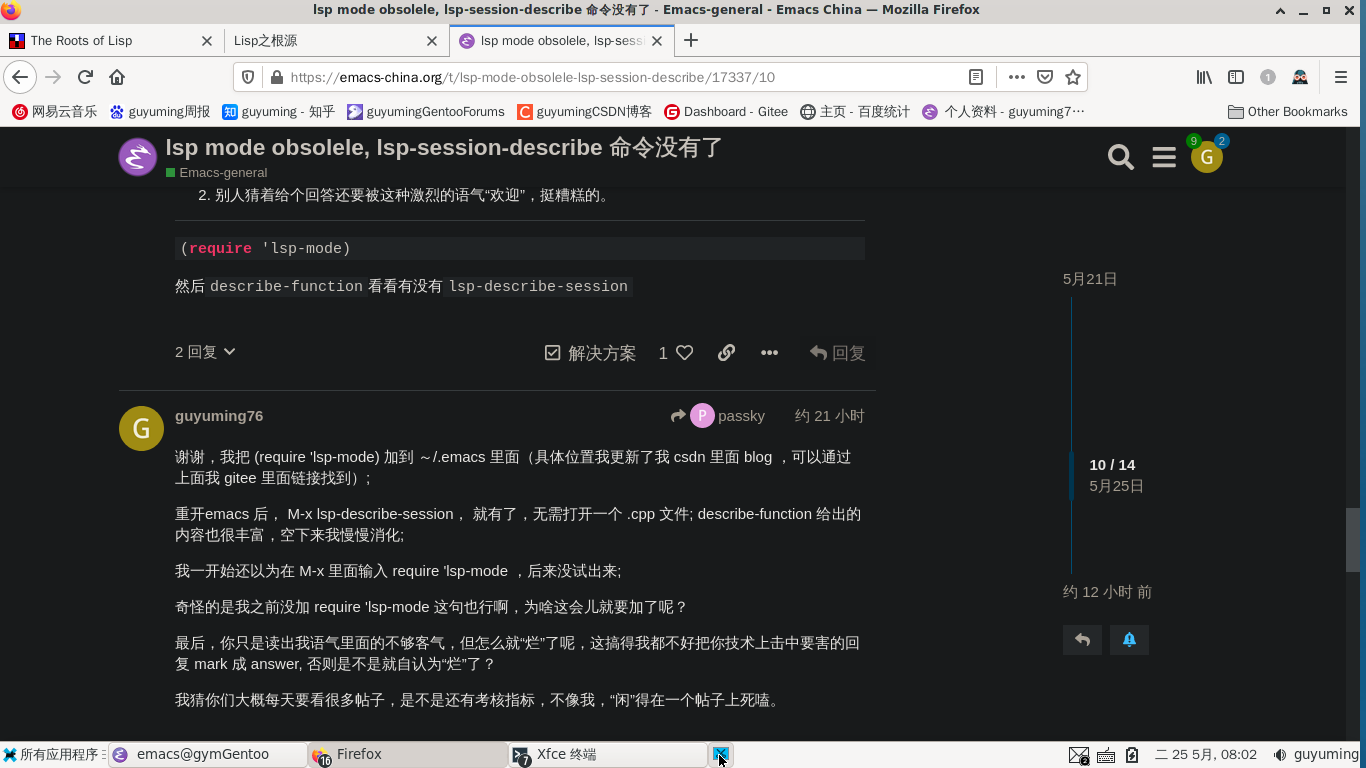 lsp mode obsolele, lsp-session-describe 命令没有了 - Emacs-general - Emacs China — Mozilla Firefox
The Roots of Lisp
Lisp之根源
lsp mode obsolele, lsp-sess
https://emacs-china.org/t/lsp-mode-obsolele-lsp-session-describe/17337/10
1
网易云音乐 guyuming周报 guyuming - 知乎 guyumingGentooForums guyumingCSDN博客 Dashboard - Gitee 主页 - 百度统计 个人资料 - guyuming7⋯ Other Bookmarks
lsp mode obsolele, lsp-session-describe 命令没有了
Emacs-general
9 2
G
2. 别人猜着给个回答还要被这种激烈的语气“欢迎”，挺糟糕的。
(require 'lsp-mode)
然后 describe-function 看看有没有 lsp-describe-session
2 回复 解决方案 1 回复
G guyuming76 P passky 约 21 小时
谢谢，我把 (require 'lsp-mode) 加到 ～/.emacs 里面（具体位置我更新了我 csdn 里面 blog ，可以通过
上面我 gitee 里面链接找到）;
重开emacs 后， M-x lsp-describe-session， 就有了，无需打开一个 .cpp 文件; describe-function 给出的
内容也很丰富，空下来我慢慢消化;
我一开始还以为在 M-x 里面输入 require 'lsp-mode ，后来没试出来;
奇怪的是我之前没加 require 'lsp-mode 这句也行啊，为啥这会儿就要加了呢？
最后，你只是读出我语气里面的不够客气，但怎么就“烂”了呢，这搞得我都不好把你技术上击中要害的回
复 mark 成 answer, 否则是不是就自认为“烂”了？
我猜你们大概每天要看很多帖子，是不是还有考核指标，不像我，“闲”得在一个帖子上死嗑。
5月21日
10 / 14
5月25日
约 12 小时 前
所有应用程序 emacs@gymGentoo 16 Firefox 7 Xfce 终端 2 二 25 5月, 08:02 guyuming